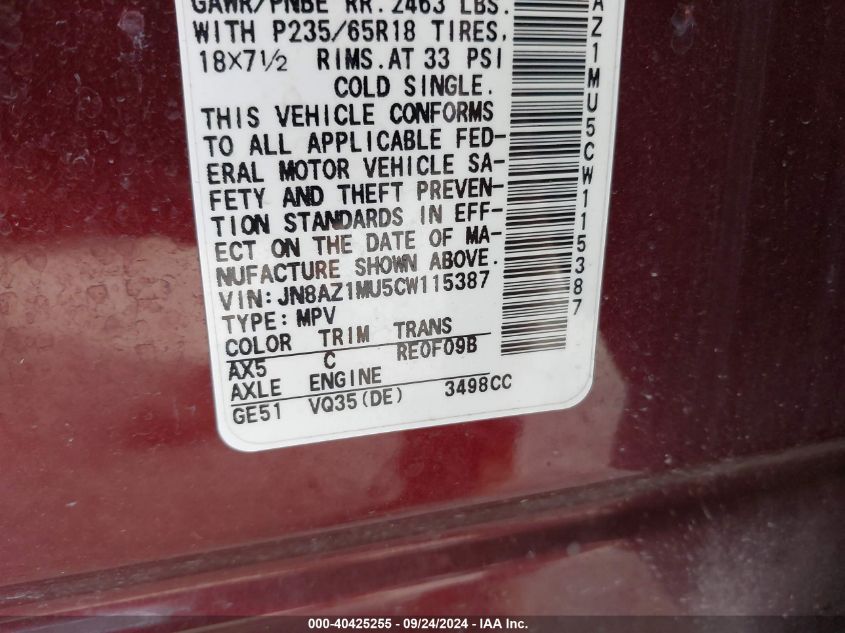 GAWR/PNBE RR. 2463 LBS.
WITH P235/65R18 TIRES,
18X7½ RIMS. AT 33 PSI
COLD SINGLE.
THIS VEHICLE CONFORMS
TO ALL APPLICABLE FED-
ERAL MOTOR VEHICLE SA-
FETY AND THEFT PREVEN-
TION STANDARDS IN EFF-
ECT ON THE DATE OF MA-
NUFACTURE SHOWN ABOVE.
VIN: JN8AZ1MU5CW115387
TYPE: MPV
COLOR TRIM TRANS
AX5 C RE0F09B
AXLE ENGINE
GE51 VQ35(DE) 3498CC
AZ1MU5CW115387
000-40425255 - 09/24/2024 - IAA Inc.